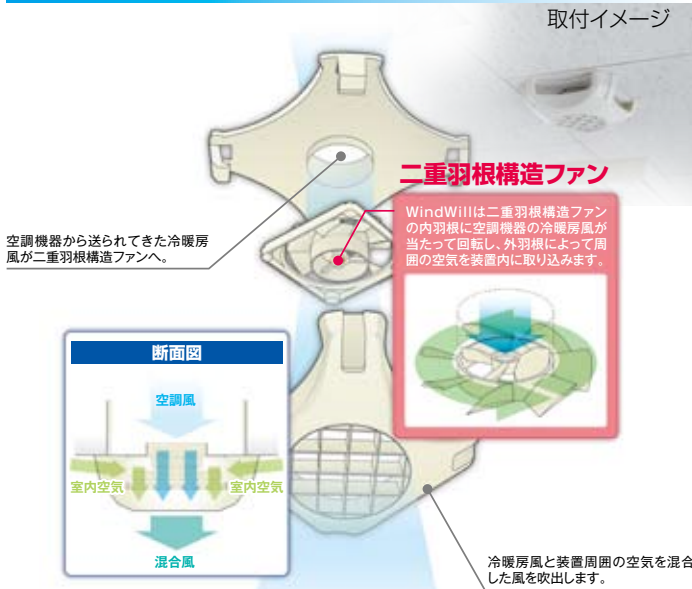 取付イメージ
二重羽根構造ファン
WindWillは二重羽根構造ファン
の内羽根に空調機器の冷暖房風が
当たって回転し、外羽根によって周
囲の空気を装置内に取り込みます。
空調機器から送られてきた冷暖房
風が二重羽根構造ファンへ。
断面図
空調風
室内空気
室内空気
混合風
冷暖房風と装置周囲の空気を混合
した風を吹出します。